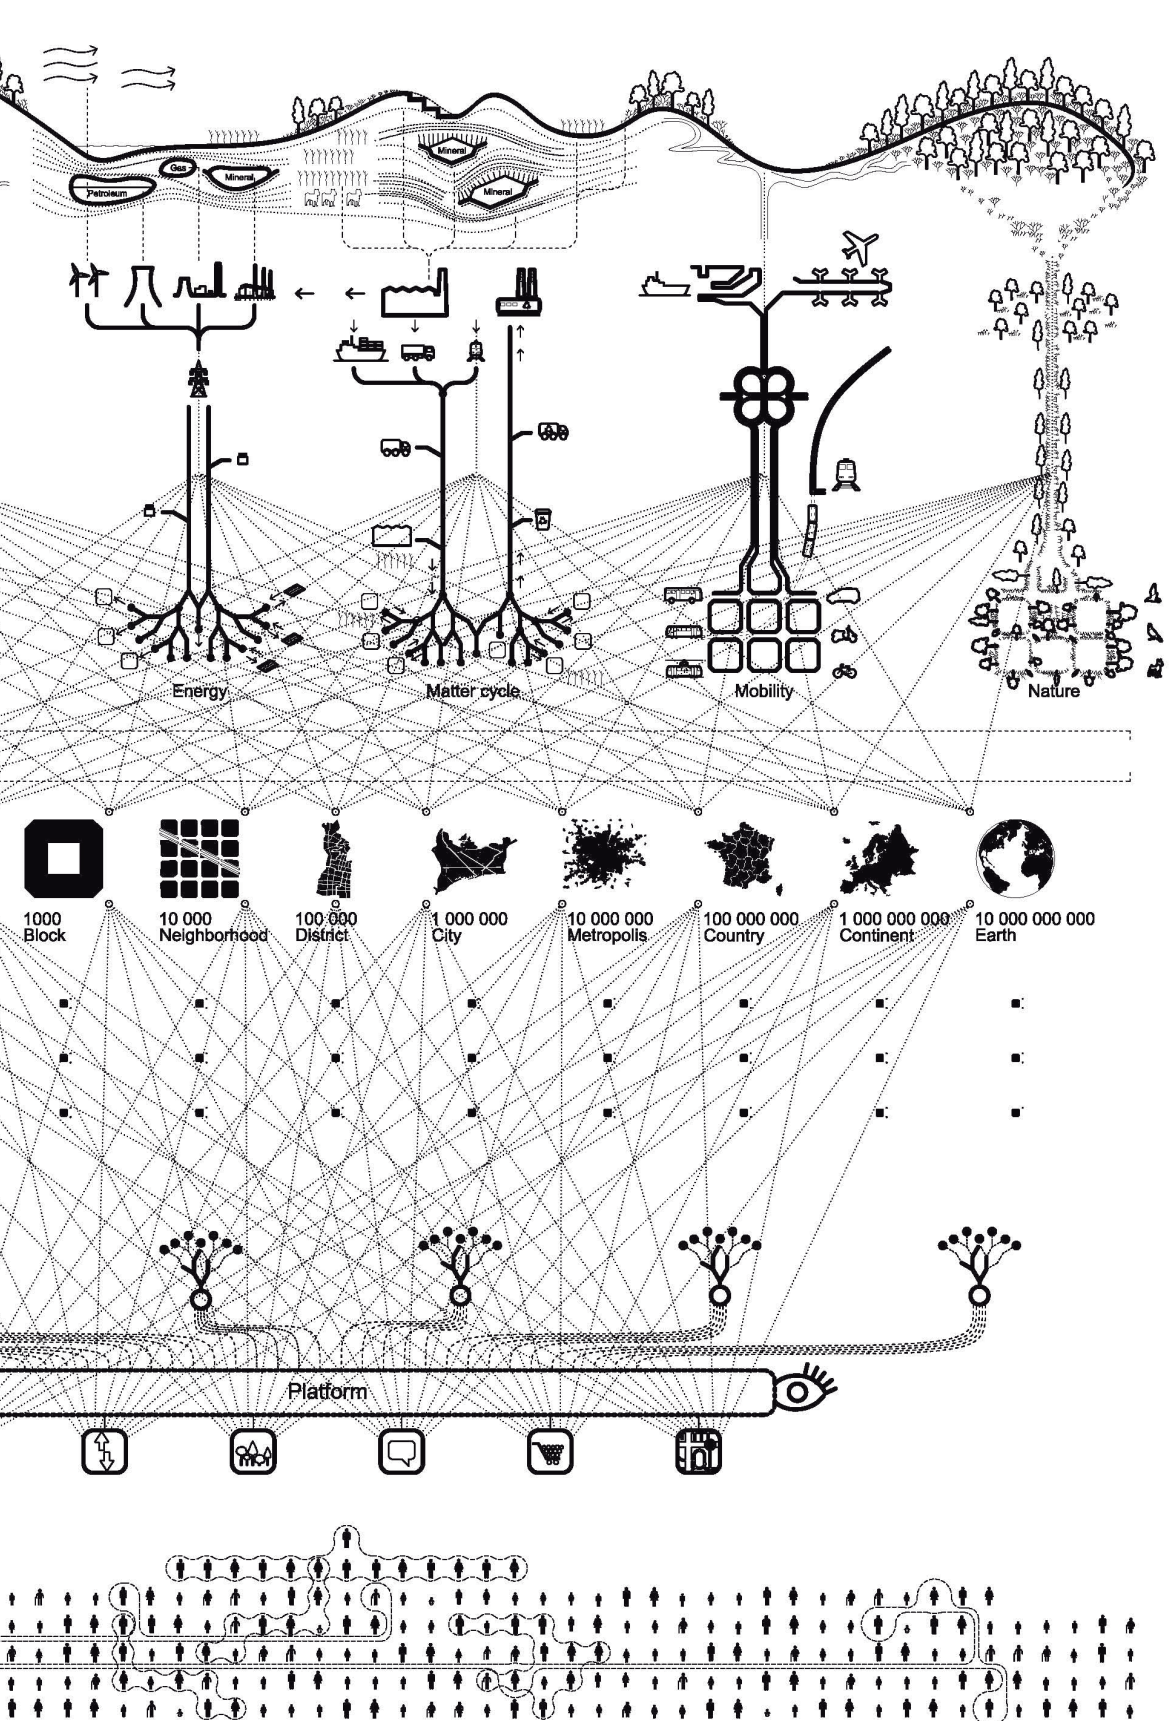 Gas
Mineral
Petroleum
Mineral
Mineral
Energy
Matter cycle
Mobility
Nature
1000
Block
10 000
Neighborhood
100 000
District
1 000 000
City
10 000 000
Metropolis
100 000 000
Country
1 000 000 000
Continent
10 000 000 000
Earth
Platform